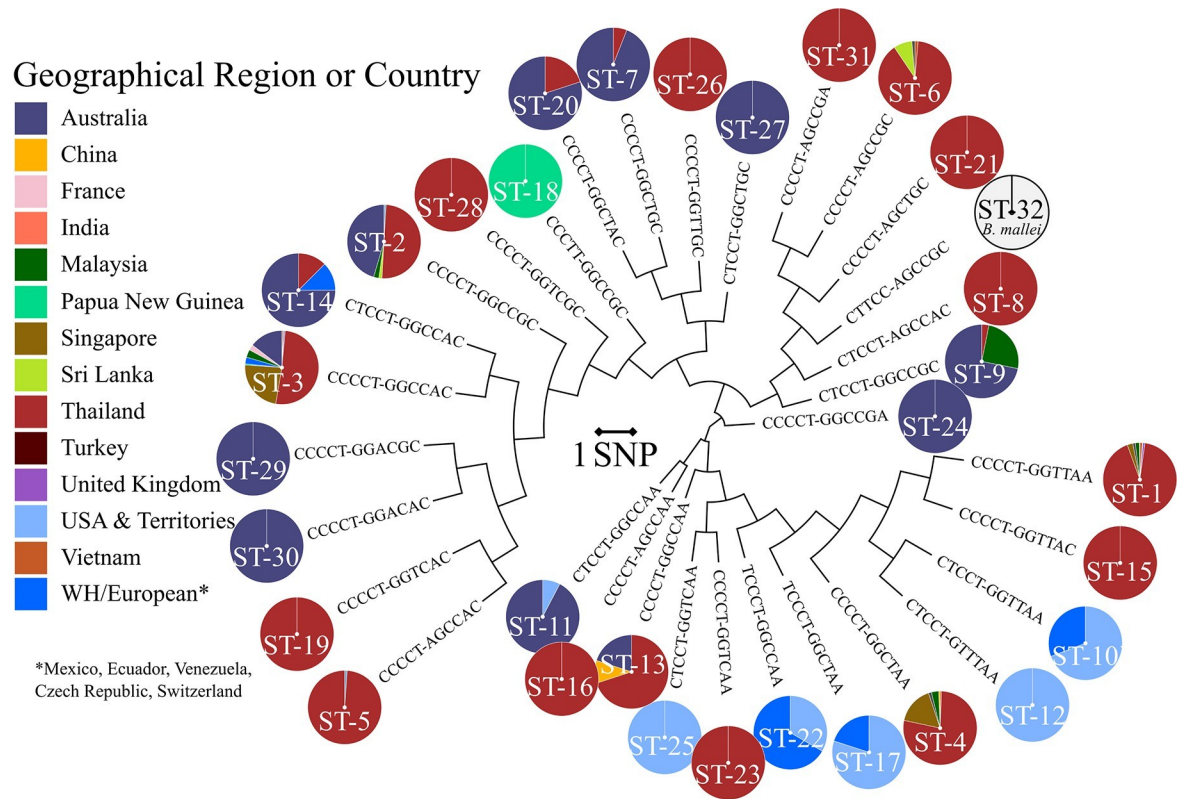 Geographical Region or Country
Australia
China
France
India
Malaysia
Papua New Guinea
Singapore
Sri Lanka
Thailand
Turkey
United Kingdom
USA & Territories
Vietnam
WH/European*
*Mexico, Ecuador, Venezuela,
Czech Republic, Switzerland
1 SNP
ST-31
CCCCT-AGCCGA
ST-6
CCCCT-AGCCGC
ST-21
CCCCT-AGCTGC
ST-32
B. mallei
CTTCC-AGCCGC
ST-8
CTCCT-AGCCAC
ST-9
CTCCT-GGCCGC
ST-24
CCCCT-GGCCGA
ST-1
CCCCT-GGTTAA
ST-15
CCCCT-GGTTAC
ST-10
CTCCT-GGTTAA
ST-12
CTCCT-GTTTAA
ST-4
CCCCT-GGCTAA
ST-17
TCCCT-GGCTAA
ST-22
TCCCT-GGCCAA
ST-23
CCCCT-GGTCAA
ST-25
CTCCT-GGTCAA
ST-13
CCCCT-GGCCAA
ST-16
CCCCT-AGCCAA
ST-11
CTCCT-GGCCAA
ST-5
CCCCT-AGCCAC
ST-19
CCCCT-GGTCAC
ST-30
CCCCT-GGACAC
ST-29
CCCCT-GGACGC
ST-3
CCCCT-GGCCAC
ST-14
CTCCT-GGCCAC
ST-2
CCCCT-GGCCGC
ST-28
CCCCT-GGTCGC
ST-18
CCCTT-GGCCGC
ST-20
CCCCT-GGCTAC
ST-7
CCCCT-GGCTGC
ST-26
CCCCT-GGTTGC
ST-27
CTCCT-GGCTGC